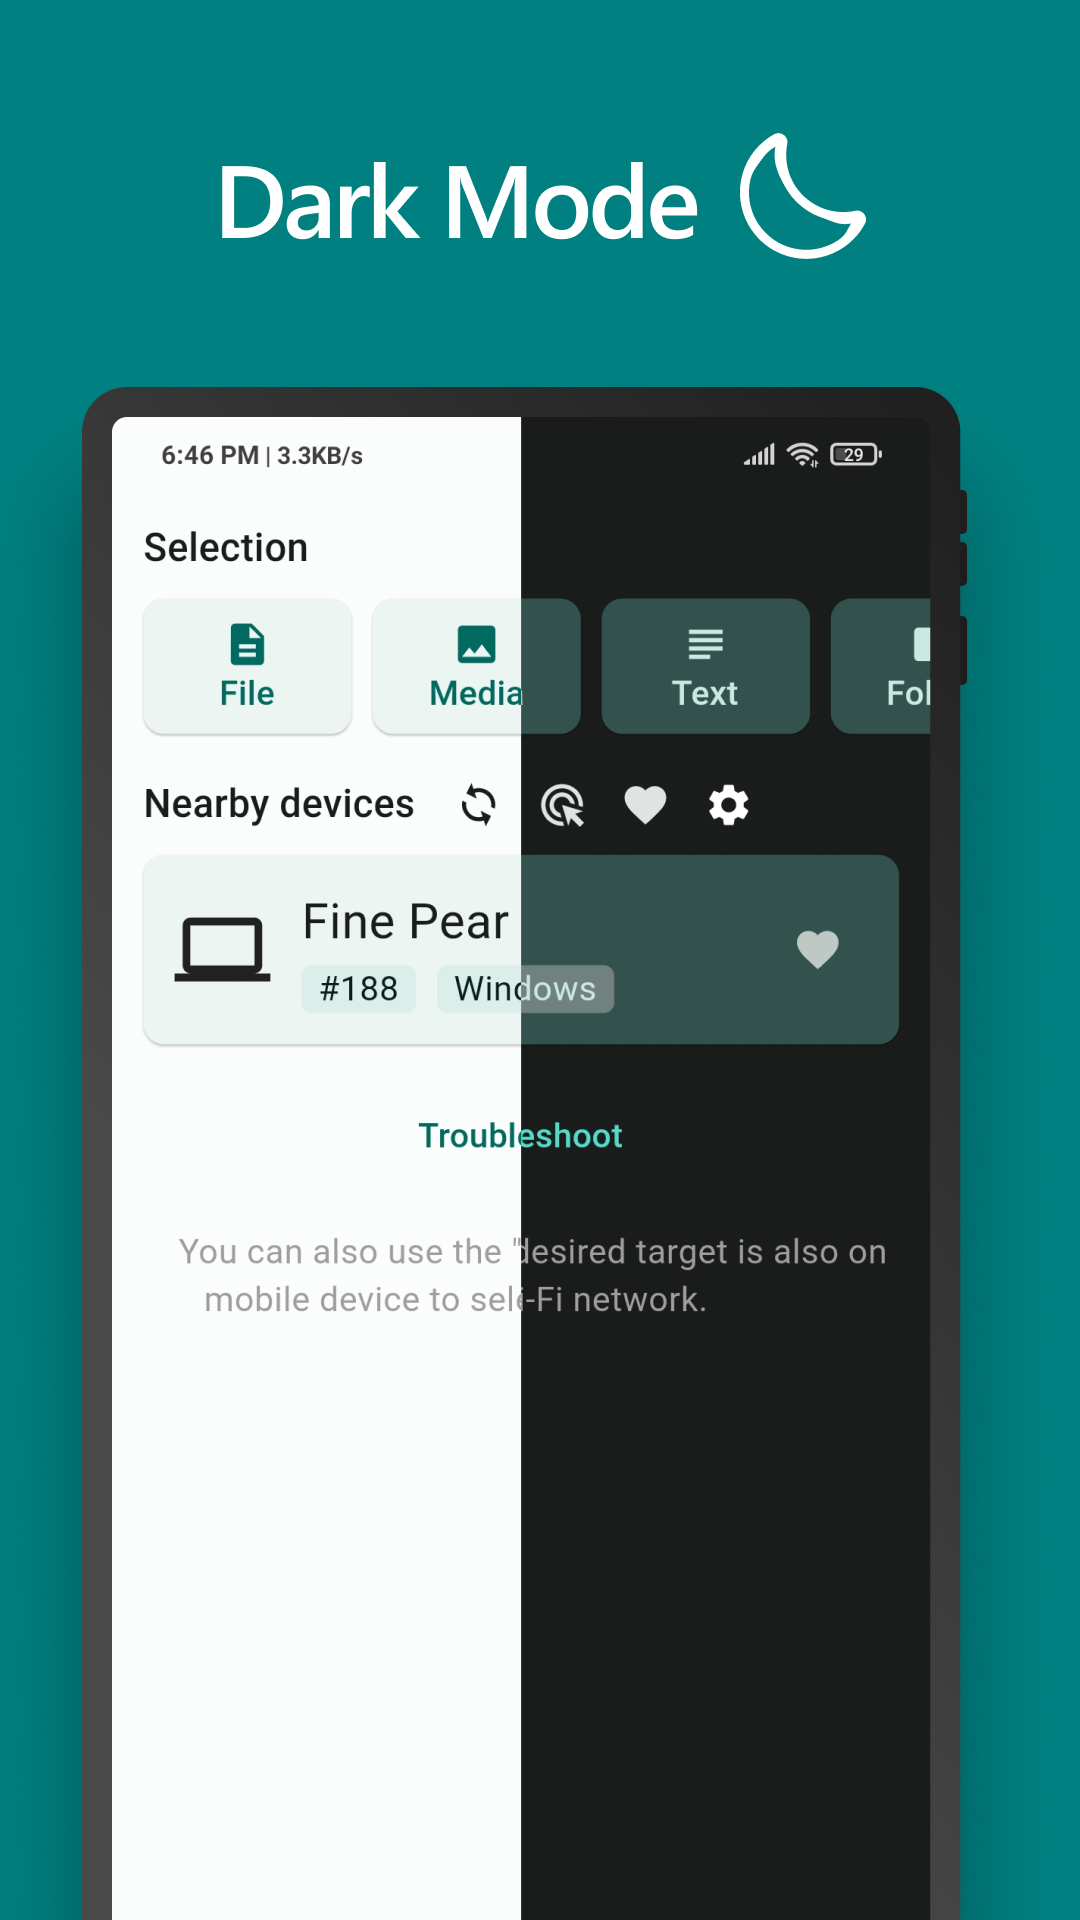 Dark Mode
6:46 PM | 3.3KB/s
29
Selection
File Media Text Fol
Nearby devices
Fine Pear
#188 Windows
Troubleshoot
You can also use the "desired target is also on
mobile device to sel -Fi network.